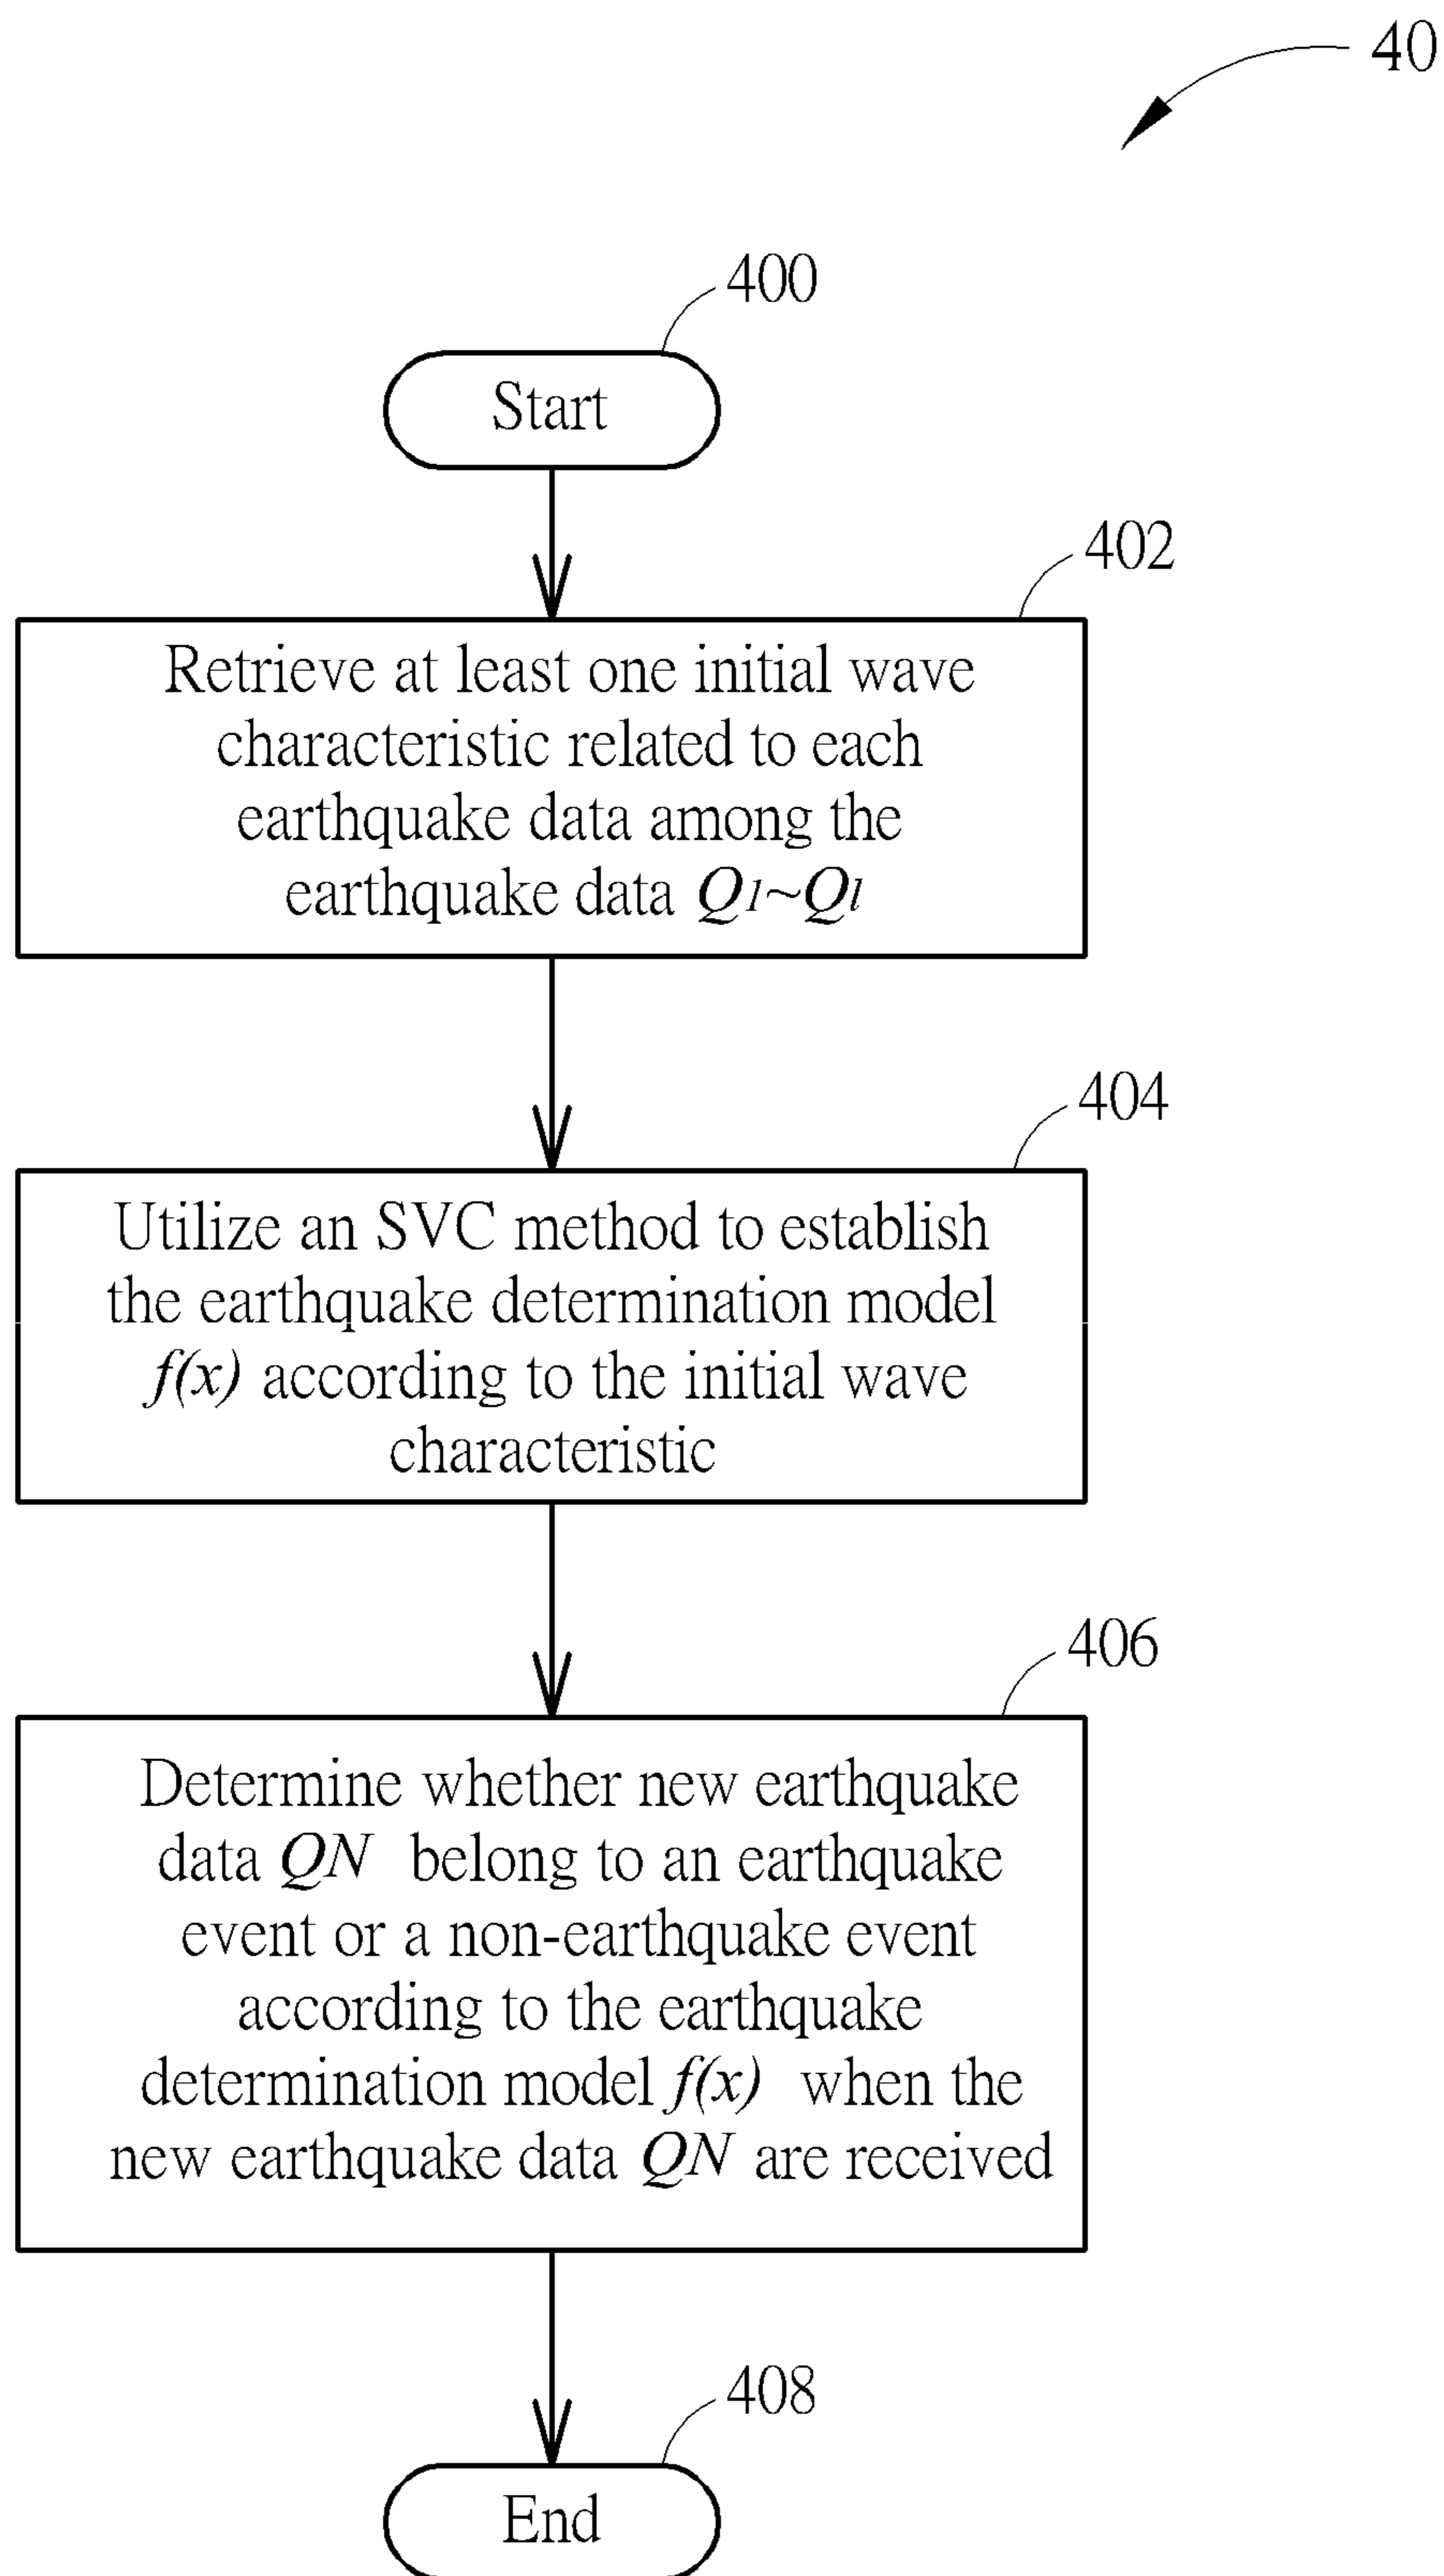 40
400
Start
402
Retrieve at least one initial wave
characteristic related to each
earthquake data among the
earthquake data Q1~Ql
404
Utilize an SVC method to establish
the earthquake determination model
f(x) according to the initial wave
characteristic
406
Determine whether new earthquake
data QN belong to an earthquake
event or a non-earthquake event
according to the earthquake
determination model f(x) when the
new earthquake data QN are received
408
End